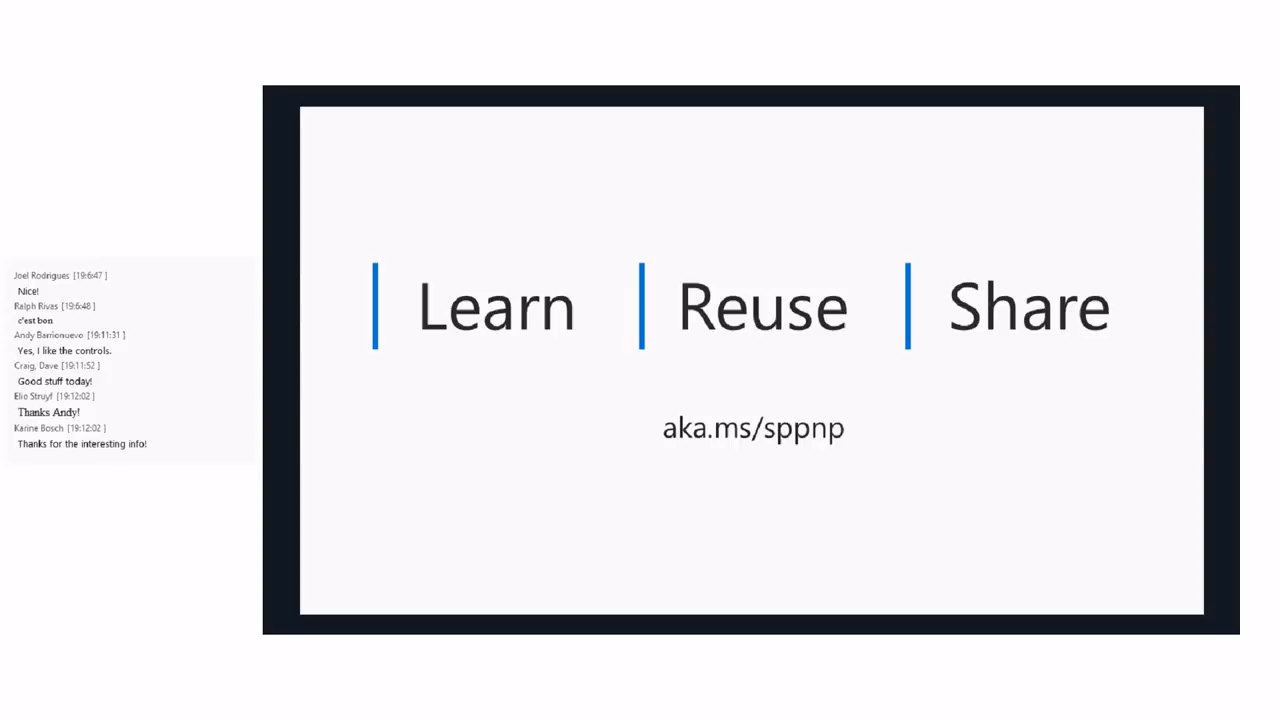 Joel Rodrigues [19:6:47 ]
Nice!
Ralph Rivas [19:6:48 ]
c'est bon
Andy Barrionuevo [19:11:31 ]
Yes, I like the controls.
Craig, Dave [19:11:52 ]
Good stuff today!
Elio Struyf [19:12:02 ]
Thanks Andy!
Karine Bosch [19:12:02 ]
Thanks for the interesting info!
Learn
Reuse
Share
aka.ms/sppnp